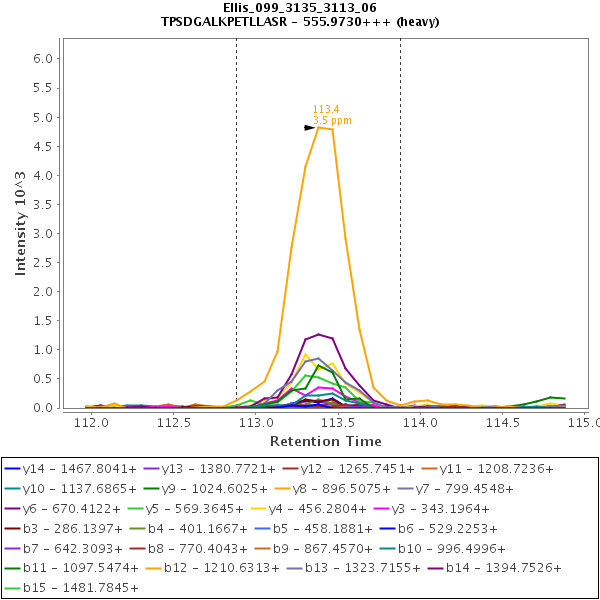 Ellis_099_3135_3113_06
TPSDGALKPETLLASR - 555.9730+++ (heavy)
113.4
3.5 ppm
6.0
5.5
5.0
4.5
4.0
3.5
3.0
2.5
2.0
1.5
1.0
0.5
0.0
Intensity 10^3
112.0 112.5 113.0 113.5 114.0 114.5 115.0
Retention Time
y14 - 1467.8041+ y13 - 1380.7721+ y12 - 1265.7451+ y11 - 1208.7236+
y10 - 1137.6865+ y9 - 1024.6025+ y8 - 896.5075+ y7 - 799.4548+
y6 - 670.4122+ y5 - 569.3645+ y4 - 456.2804+ y3 - 343.1964+
b3 - 286.1397+ b4 - 401.1667+ b5 - 458.1881+ b6 - 529.2253+
b7 - 642.3093+ b8 - 770.4043+ b9 - 867.4570+ b10 - 996.4996+
b11 - 1097.5474+ b12 - 1210.6313+ b13 - 1323.7155+ b14 - 1394.7526+
b15 - 1481.7845+